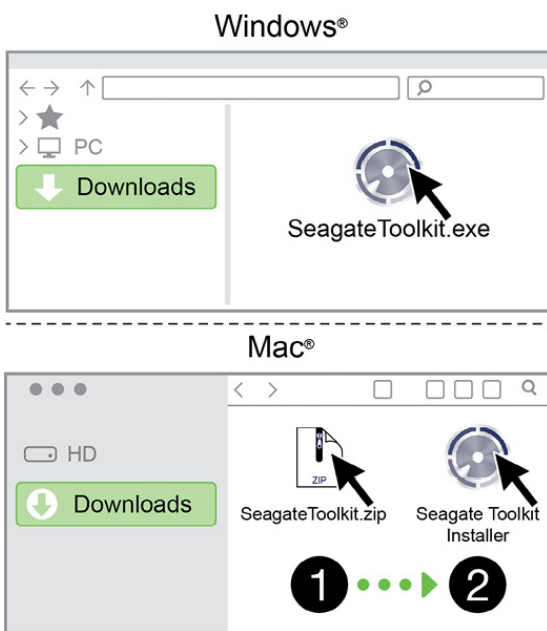 Windows®
PC
Downloads
SeagateToolkit.exe
Mac®
HD
Downloads
ZIP
SeagateToolkit.zip
Seagate Toolkit
Installer
1
2